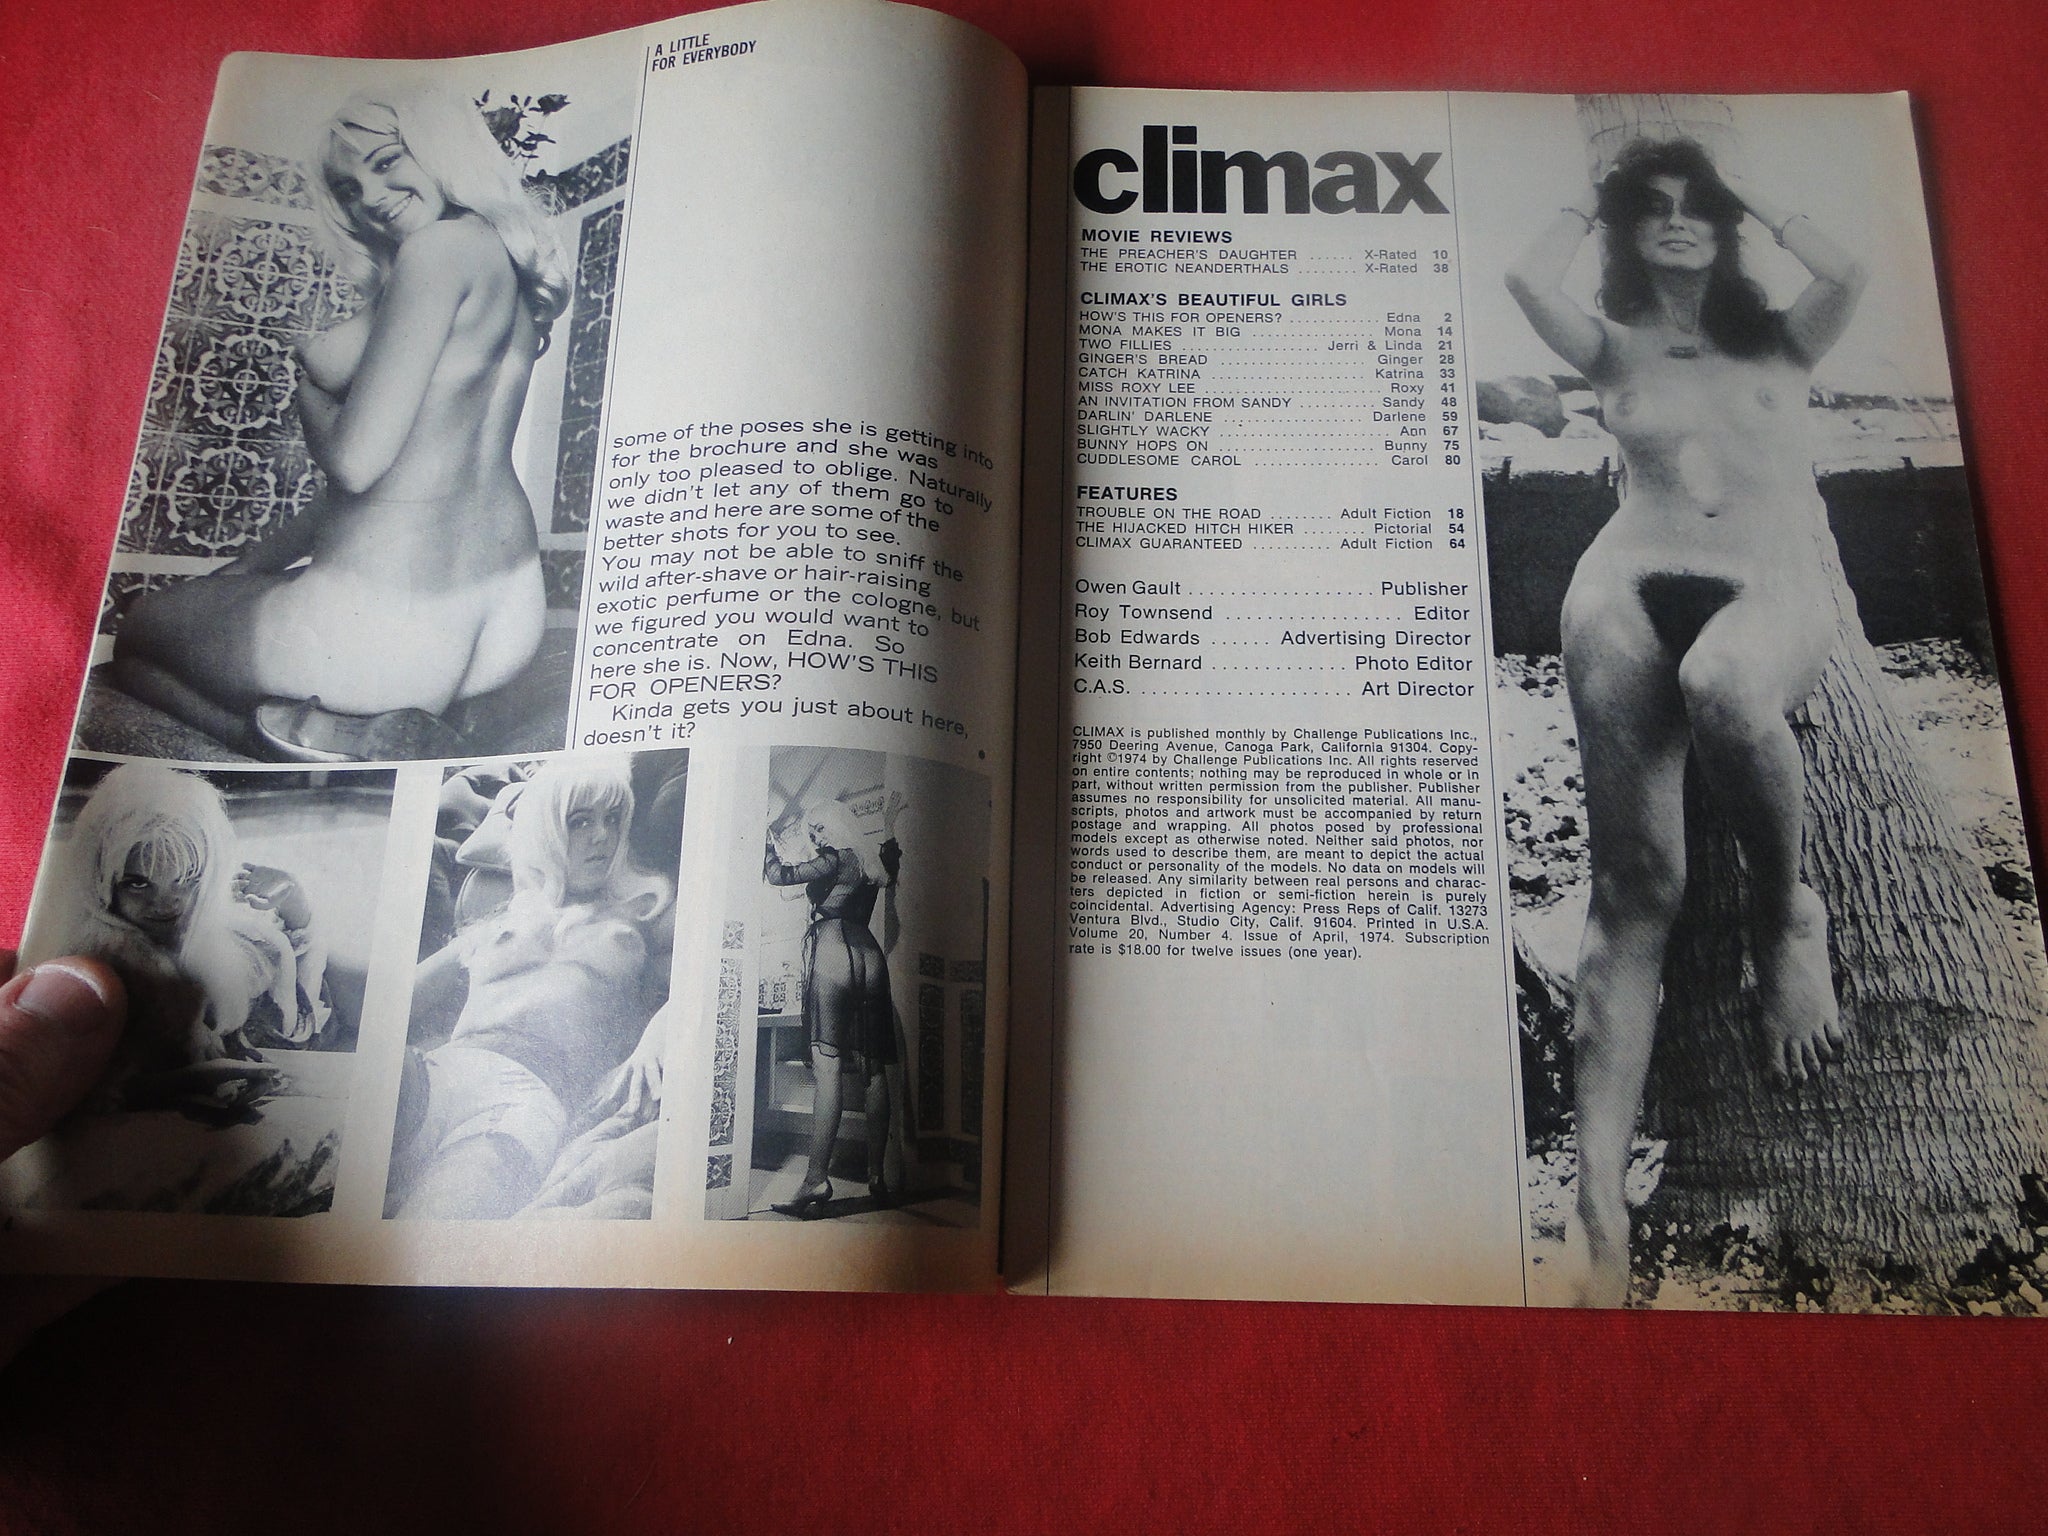 A LITTLE
FOR EVERYBODY
some of the poses she is getting into
for the brochure and she was
only too pleased to oblige. Naturally
we didn't let any of them go to
waste and here are some of the
better shots for you to see.
You may not be able to sniff the
wild after-shave or hair-raising
exotic perfume or the cologne, but
we figured you would want to
concentrate on Edna. So
here she is. Now, HOW'S THIS
FOR OPENERS?
Kinda gets you just about here,
doesn't it?
climax
MOVIE REVIEWS
THE PREACHER'S DAUGHTER ...... X-Rated 10
THE EROTIC NEANDERTHALS ........ X-Rated 38
CLIMAX'S BEAUTIFUL GIRLS
HOW'S THIS FOR OPENERS? ............ Edna 2
MONA MAKES IT BIG ................ Mona 14
TWO FILLIES .................. Jerri & Linda 21
GINGER'S BREAD ...................... Ginger 28
CATCH KATRINA ...................... Katrina 33
MISS ROXY LEE ........................ Roxy 41
AN INVITATION FROM SANDY .......... Sandy 48
DARLIN' DARLENE .................... Darlene 59
SLIGHTLY WACKY ...................... Ann 67
BUNNY HOPS ON ...................... Bunny 75
CUDDLESOME CAROL ................ Carol 80
FEATURES
TROUBLE ON THE ROAD ........ Adult Fiction 18
THE HIJACKED HITCH HIKER ........ Pictorial 54
CLIMAX GUARANTEED .......... Adult Fiction 64
Owen Gault .................. Publisher
Roy Townsend ................. Editor
Bob Edwards ...... Advertising Director
Keith Bernard ............ Photo Editor
C.A.S. .................... Art Director
CLIMAX is published monthly by Challenge Publications Inc.,
7950 Deering Avenue, Canoga Park, California 91304. Copy-
right ©1974 by Challenge Publications Inc. All rights reserved
on entire contents; nothing may be reproduced in whole or in
part, without written permission from the publisher. Publisher
assumes no responsibility for unsolicited material. All manu-
scripts, photos and artwork must be accompanied by return
postage and wrapping. All photos posed by professional
models except as otherwise noted. Neither said photos, nor
words used to describe them, are meant to depict the actual
conduct or personality of the models. No data on models will
be released. Any similarity between real persons and charac-
ters depicted in fiction or semi-fiction herein is purely
coincidental. Advertising Agency: Press Reps of Calif. 13273
Ventura Blvd., Studio City, Calif. 91604. Printed in U.S.A.
Volume 20, Number 4. Issue of April, 1974. Subscription
rate is $18.00 for twelve issues (one year).